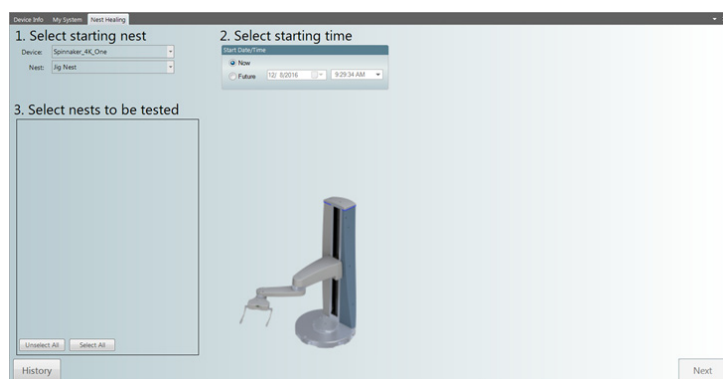 Device Info My System Nest Healing
1. Select starting nest
Device: Spinnaker_4K_One
Nest: Jig Nest
2. Select starting time
Start Date/Time
Now
Future 12/ 8/2016 9:29:34 AM
3. Select nests to be tested
Unselect All Select All
History
Next